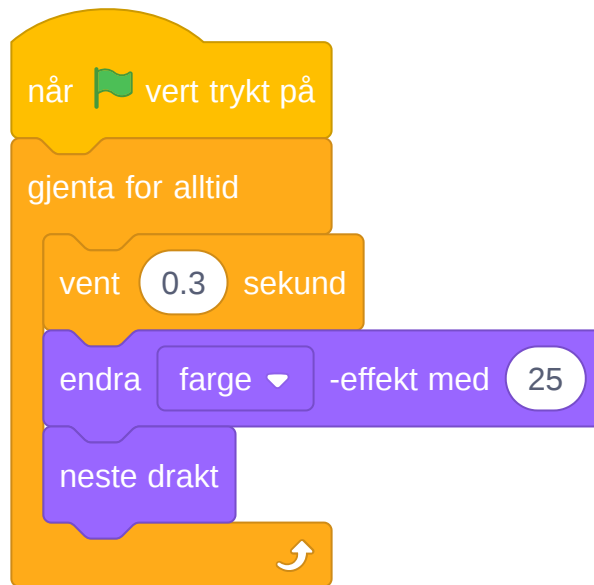 når vert trykt på
gjenta for alltid
vent 0.3 sekund
endra farge -effekt med 25
neste drakt